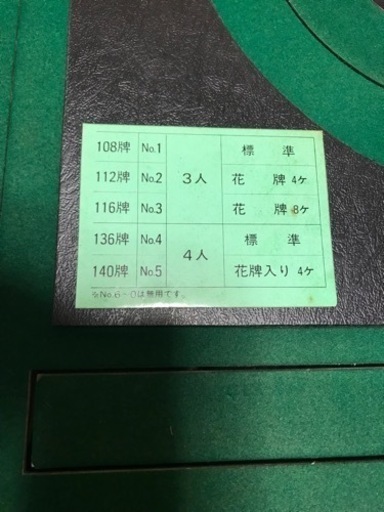 108牌 No.1 標準
112牌 No.2 3人 花牌 4ケ
116牌 No.3 花牌 8ケ
136牌 No.4 標準
4人
140牌 No.5 花牌入り 4ケ
※No.6~0は無用です。